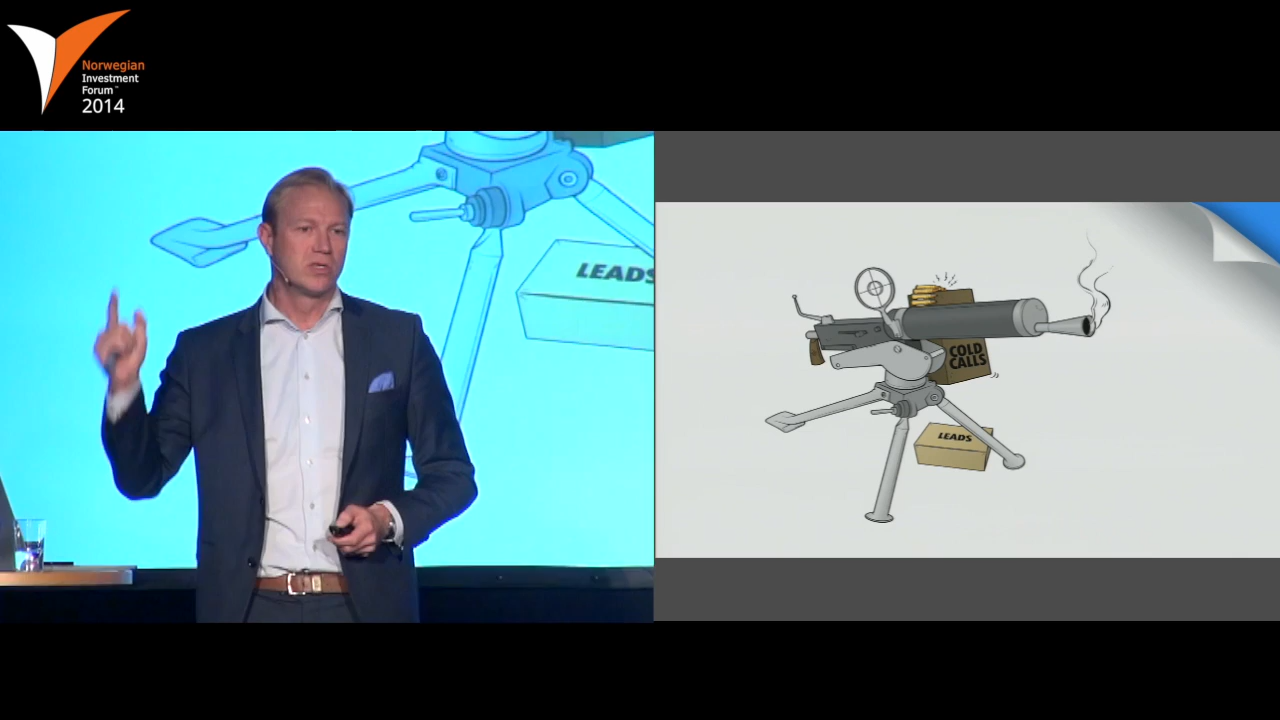 Norwegian
Investment
Forum™
2014
LEADS
COLD
CALLS
LEADS